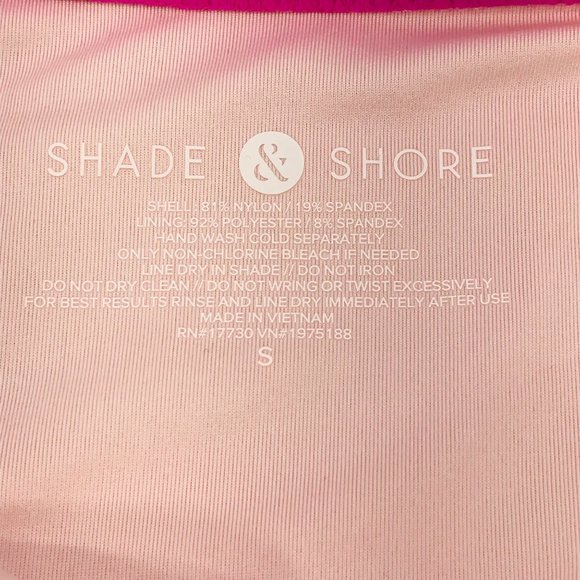 SHADE & SHORE
SHELL: 81% NYLON / 19% SPANDEX
LINING: 92% POLYESTER / 8% SPANDEX
HAND WASH COLD SEPARATELY
ONLY NON-CHLORINE BLEACH IF NEEDED
LINE DRY IN SHADE // DO NOT IRON
DO NOT DRY CLEAN // DO NOT WRING OR TWIST EXCESSIVELY
FOR BEST RESULTS RINSE AND LINE DRY IMMEDIATELY AFTER USE
MADE IN VIETNAM
RN#17730 VN#1975188
S